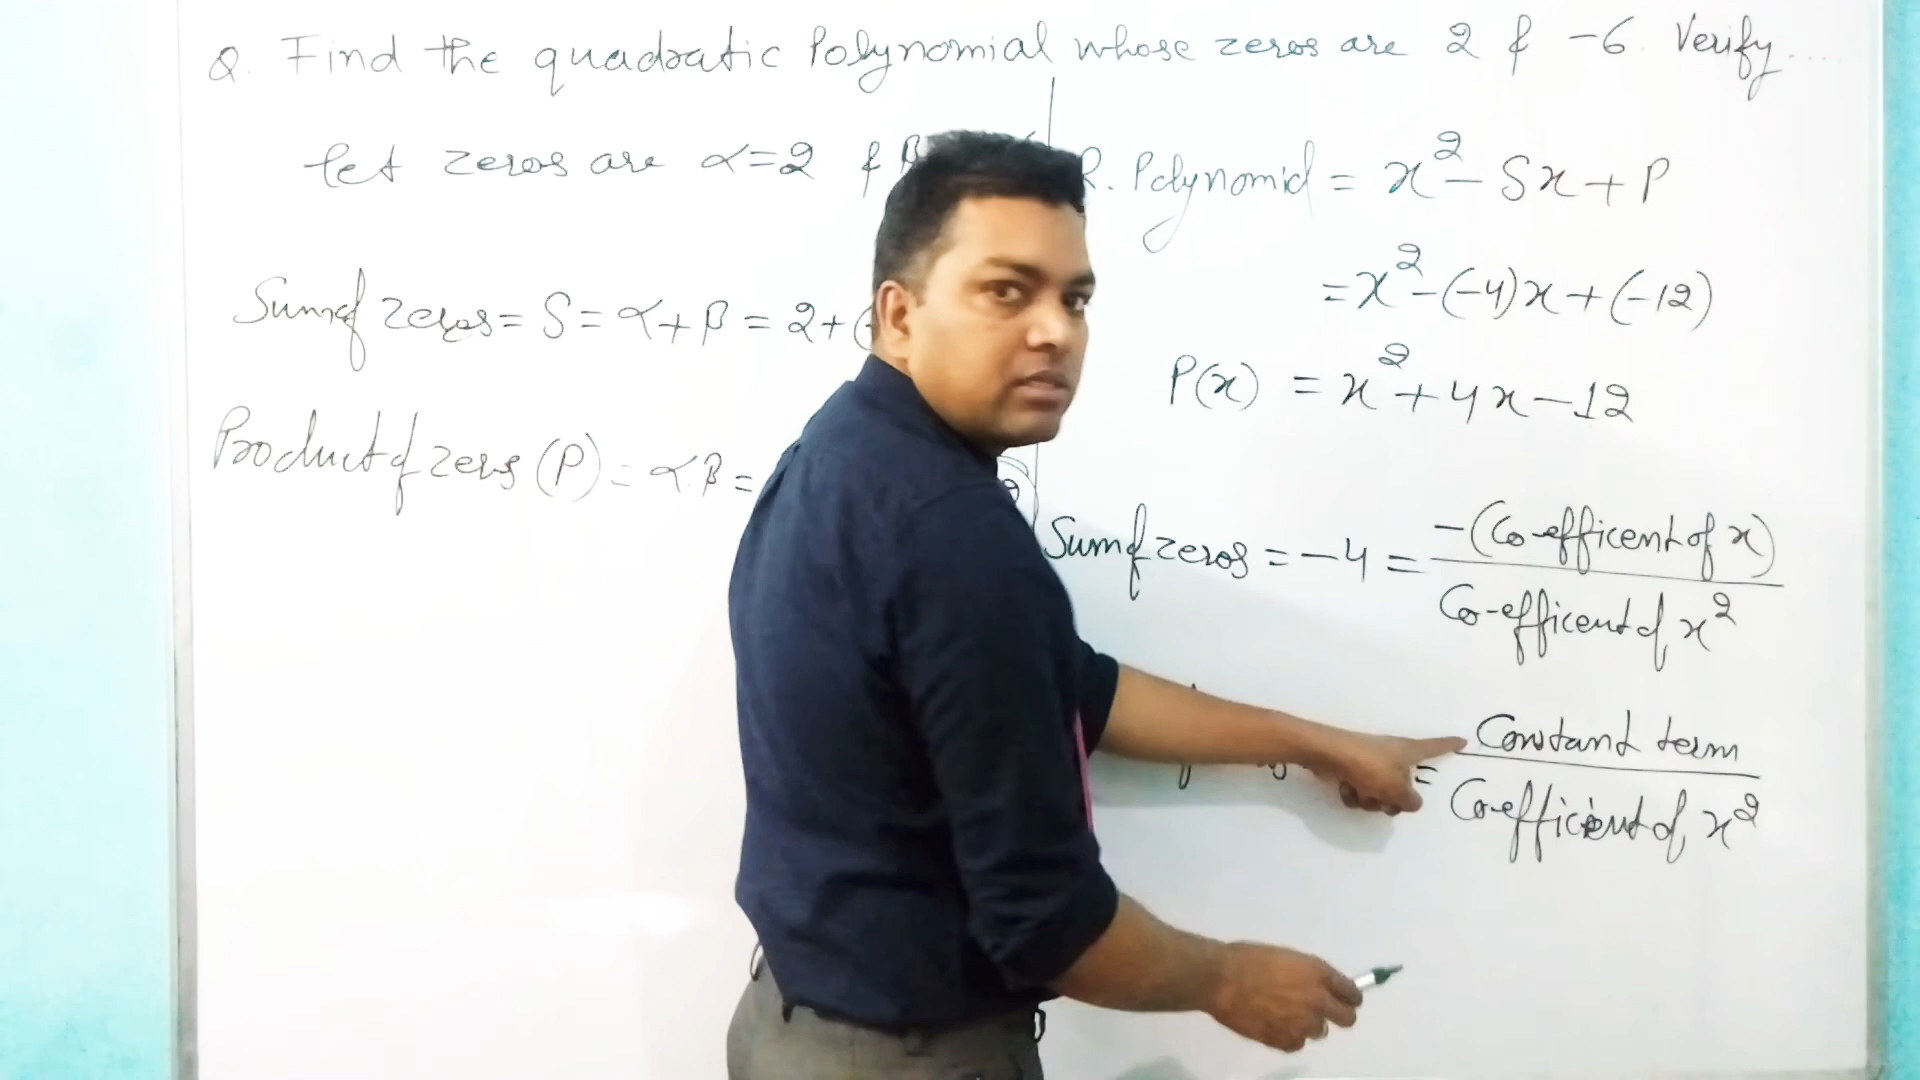 Q. Find the quadratic Polynomial whose zeros are 2 & -6. Verify....
let zeros are α=2 & β
Sum of zeros = S = α+β = 2+(
Product of zeros (P) = α.β =
R. Polynomial = x² - Sx + P
= x² - (-4)x + (-12)
P(x) = x² + 4x - 12
Sum of zeros = -4 = -(Co-efficent of x)
Co-efficent of x²
= Constant term
Co-efficient of x²